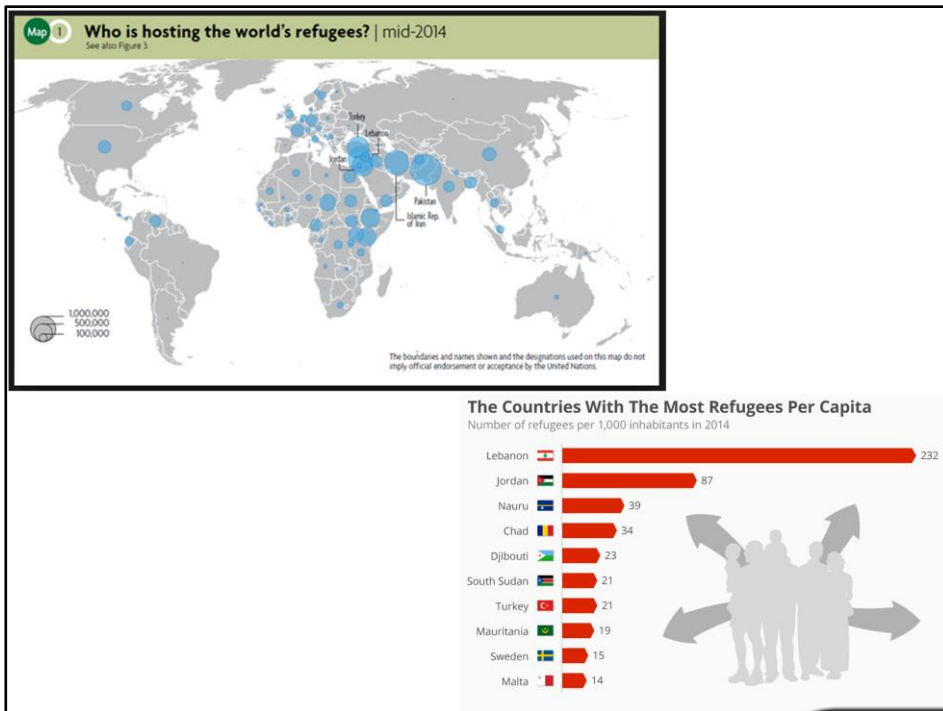 Map 1 Who is hosting the world's refugees? | mid-2014
See also Figure 3.
Turkey
Lebanon
Jordan
Pakistan
Islamic Rep.
of Iran
1,000,000
500,000
100,000
The boundaries and names shown and the designations used on this map do not
imply official endorsement or acceptance by the United Nations.
The Countries With The Most Refugees Per Capita
Number of refugees per 1,000 inhabitants in 2014
Lebanon 232
Jordan 87
Nauru 39
Chad 34
Djibouti 23
South Sudan 21
Turkey 21
Mauritania 19
Sweden 15
Malta 14